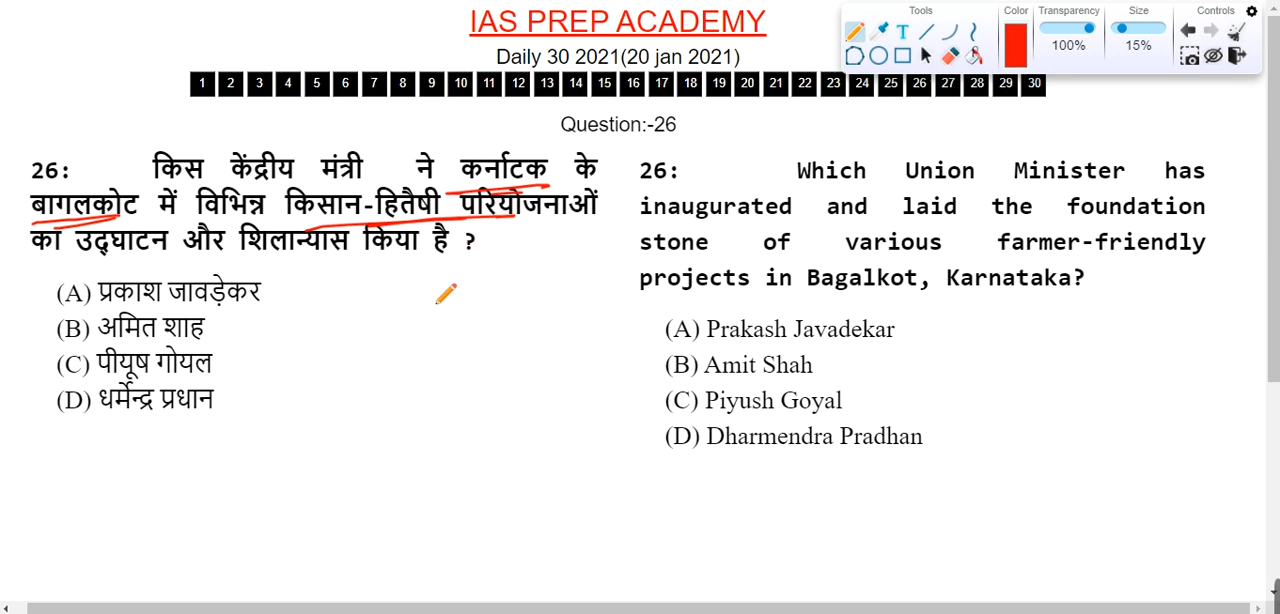 IAS PREP ACADEMY
Tools
Color
Transparency
Size
Controls
100%
15%
Daily 30 2021(20 jan 2021)
1 2 3 4 5 6 7 8 9 10 11 12 13 14 15 16 17 18 19 20 21 22 23 24 25 26 27 28 29 30
Question:-26
26: किस केंद्रीय मंत्री ने कर्नाटक के
बागलकोट में विभिन्न किसान-हितैषी परियोजनाओं
का उद्घाटन और शिलान्यास किया है ?
(A) प्रकाश जावड़ेकर
(B) अमित शाह
(C) पीयूष गोयल
(D) धर्मेन्द्र प्रधान
26: Which Union Minister has
inaugurated and laid the foundation
stone of various farmer-friendly
projects in Bagalkot, Karnataka?
(A) Prakash Javadekar
(B) Amit Shah
(C) Piyush Goyal
(D) Dharmendra Pradhan